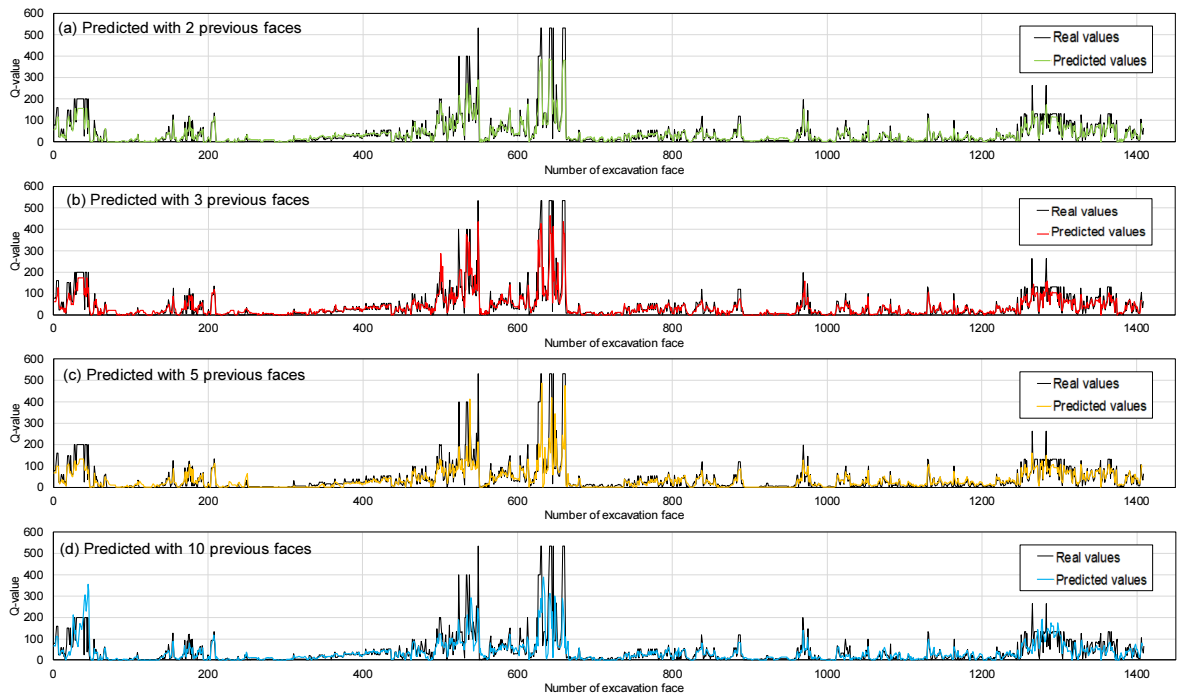 (a) Predicted with 2 previous faces
Real values
Predicted values
Q-value
600
500
400
300
200
100
0
0 200 400 600 800 1000 1200 1400
Number of excavation face
(b) Predicted with 3 previous faces
Real values
Predicted values
Q-value
600
500
400
300
200
100
0
0 200 400 600 800 1000 1200 1400
Number of excavation face
(c) Predicted with 5 previous faces
Real values
Predicted values
Q-value
600
500
400
300
200
100
0
0 200 400 600 800 1000 1200 1400
Number of excavation face
(d) Predicted with 10 previous faces
Real values
Predicted values
Q-value
600
500
400
300
200
100
0
0 200 400 600 800 1000 1200 1400
Number of excavation face